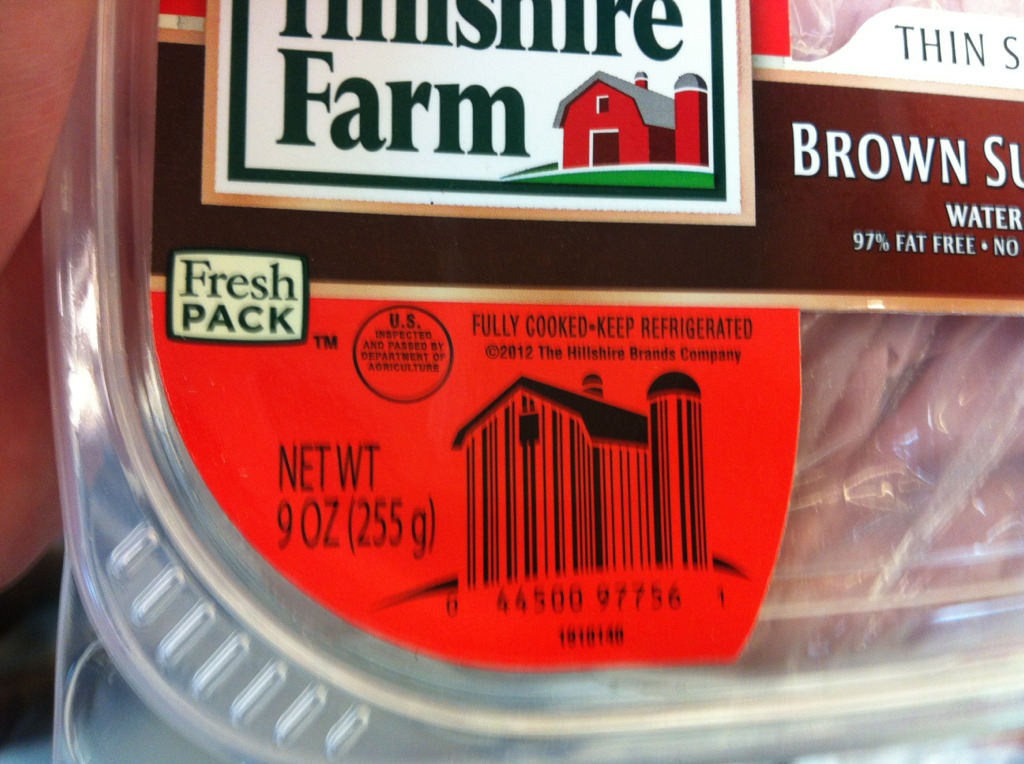 Hillshire
Farm
THIN S
BROWN SU
WATER
97% FAT FREE • NO
Fresh
PACK
TM
U.S.
INSPECTED
AND PASSED BY
DEPARTMENT OF
AGRICULTURE
FULLY COOKED•KEEP REFRIGERATED
©2012 The Hillshire Brands Company
NET WT
9 OZ (255 g)
0 44500 97756 1
1010140